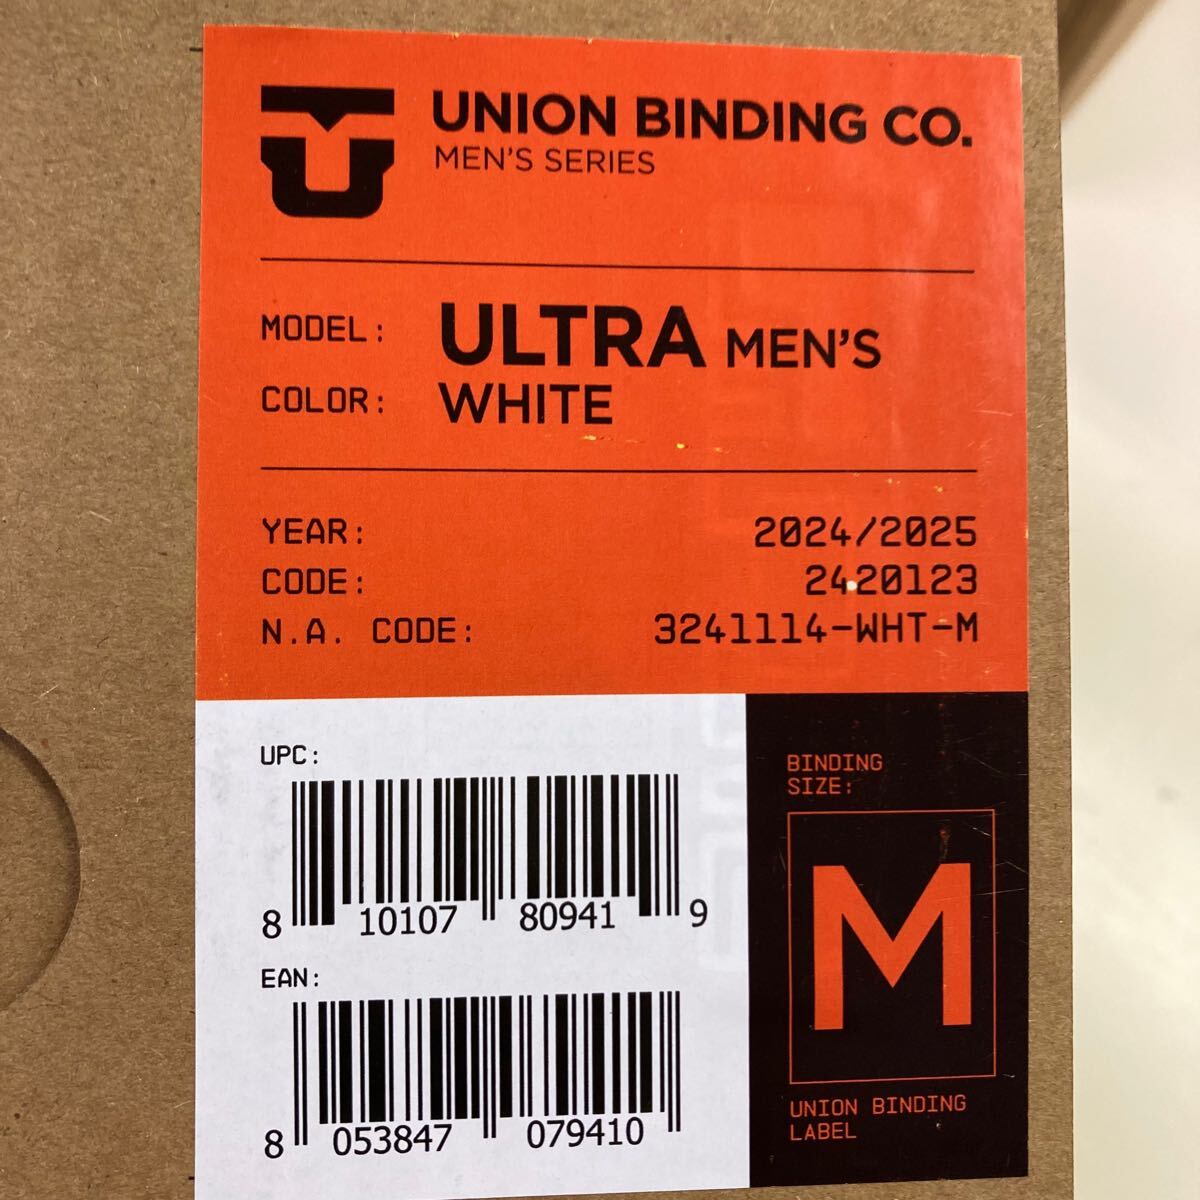 UNION BINDING CO.
MEN'S SERIES
MODEL: ULTRA MEN'S
COLOR: WHITE
YEAR: 2024/2025
CODE: 2420123
N.A. CODE: 3241114-WHT-M
UPC:
8 10107 80941 9
EAN:
8 053847 079410
BINDING
SIZE:
M
UNION BINDING
LABEL